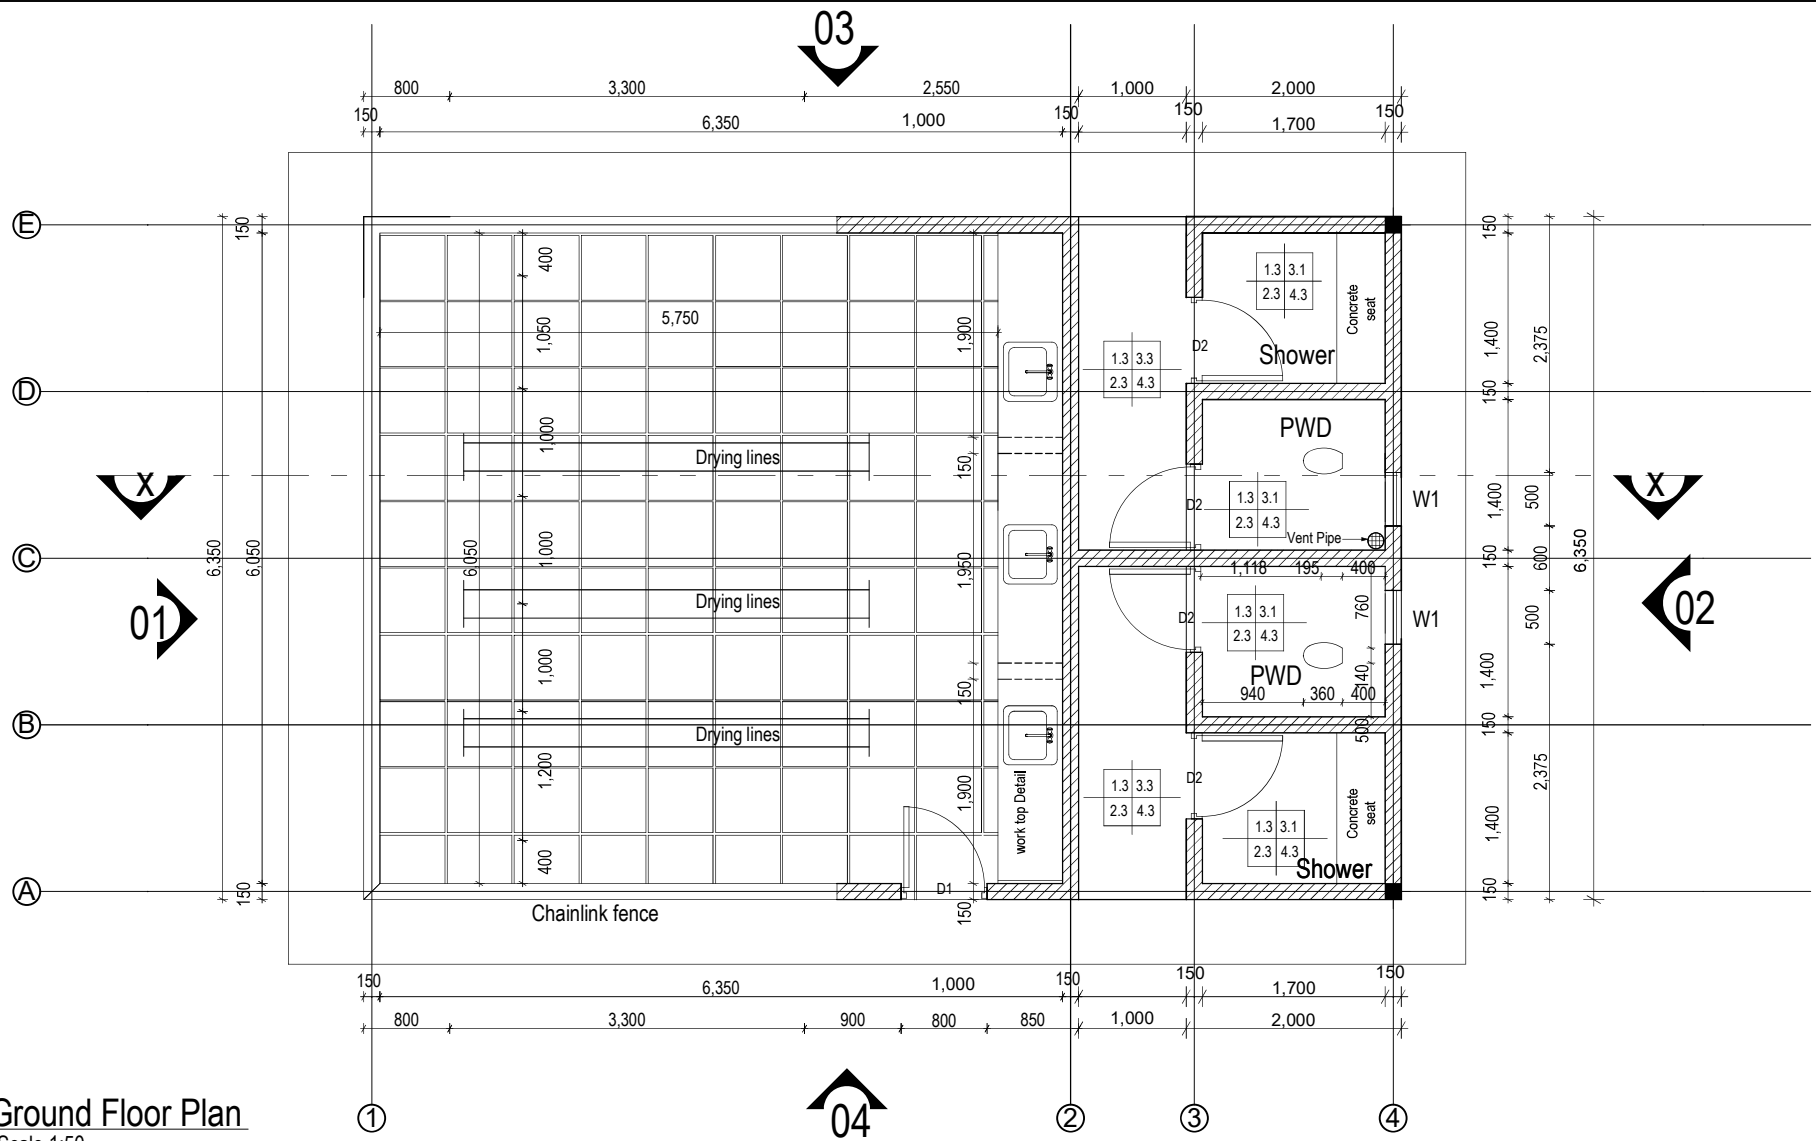 03
800 3,300 2,550 1,000 2,000
150 6,350 1,000 150 150 1,700 150
E
D
C
B
A
150
6,350
6,050
150
6,050
400
1,050
1,000
1,000
1,000
1,200
400
5,750
Drying lines
Drying lines
Drying lines
1,900
150
1,950
150
1,900
150
work top Detail
D1
Chainlink fence
1.3 3.3
2.3 4.3
D2
1.3 3.1
2.3 4.3
Shower
Concrete
seat
PWD
D2
1.3 3.1
2.3 4.3
Vent Pipe
W1
1,118 195 400
D2
1.3 3.1
2.3 4.3
PWD
760
140
500
940 360 400
W1
1.3 3.3
2.3 4.3
D2
1.3 3.1
2.3 4.3
Shower
Concrete
seat
150
1,400
150
1,400
150
1,400
150
1,400
150
2,375
500
600
500
2,375
6,350
X
X
01
02
150 6,350 1,000 150 150 1,700 150
800 3,300 900 800 850 1,000 2,000
1 2 3 4
04
Ground Floor Plan